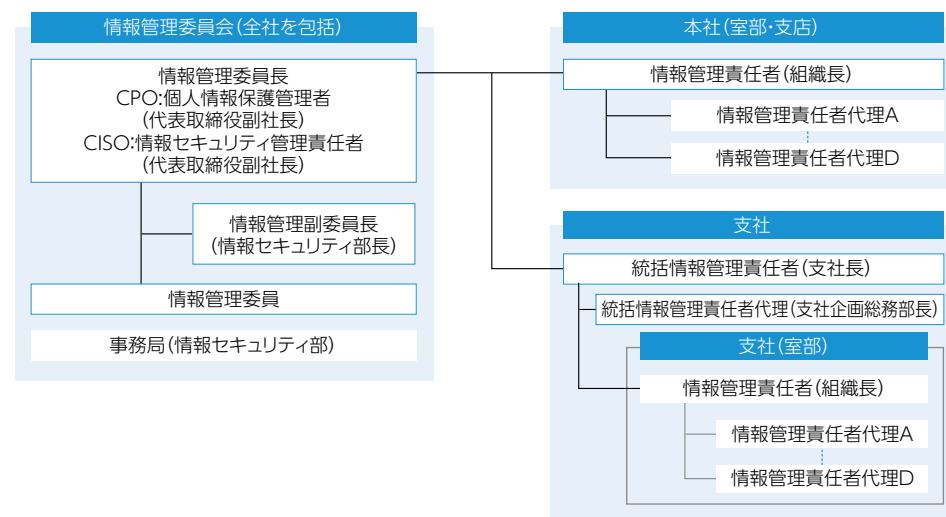 情報管理委員会(全社を包括)
情報管理委員長
CPO:個人情報保護管理者
(代表取締役副社長)
CISO:情報セキュリティ管理責任者
(代表取締役副社長)
情報管理副委員長
(情報セキュリティ部長)
情報管理委員
事務局(情報セキュリティ部)
本社(室部・支店)
情報管理責任者(組織長)
情報管理責任者代理A
情報管理責任者代理D
支社
統括情報管理責任者(支社長)
統括情報管理責任者代理(支社企画総務部長)
支社(室部)
情報管理責任者(組織長)
情報管理責任者代理A
情報管理責任者代理D